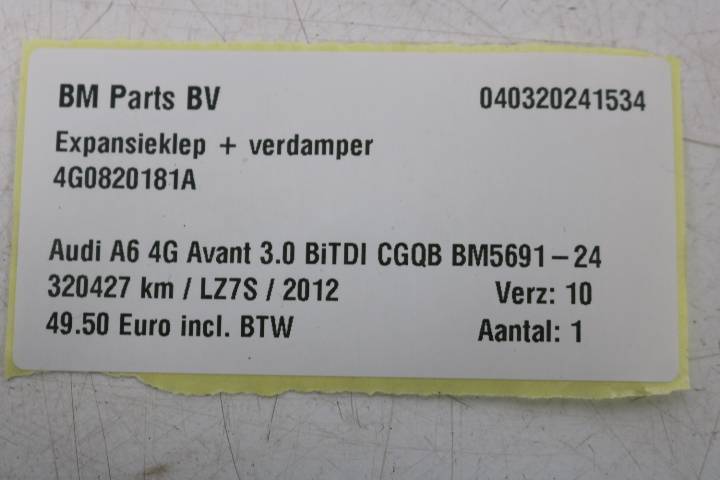 BM Parts BV 040320241534
Expansieklep + verdamper
4G0820181A
Audi A6 4G Avant 3.0 BiTDI CGQB BM5691-24
320427 km / LZ7S / 2012 Verz: 10
49.50 Euro incl. BTW Aantal: 1